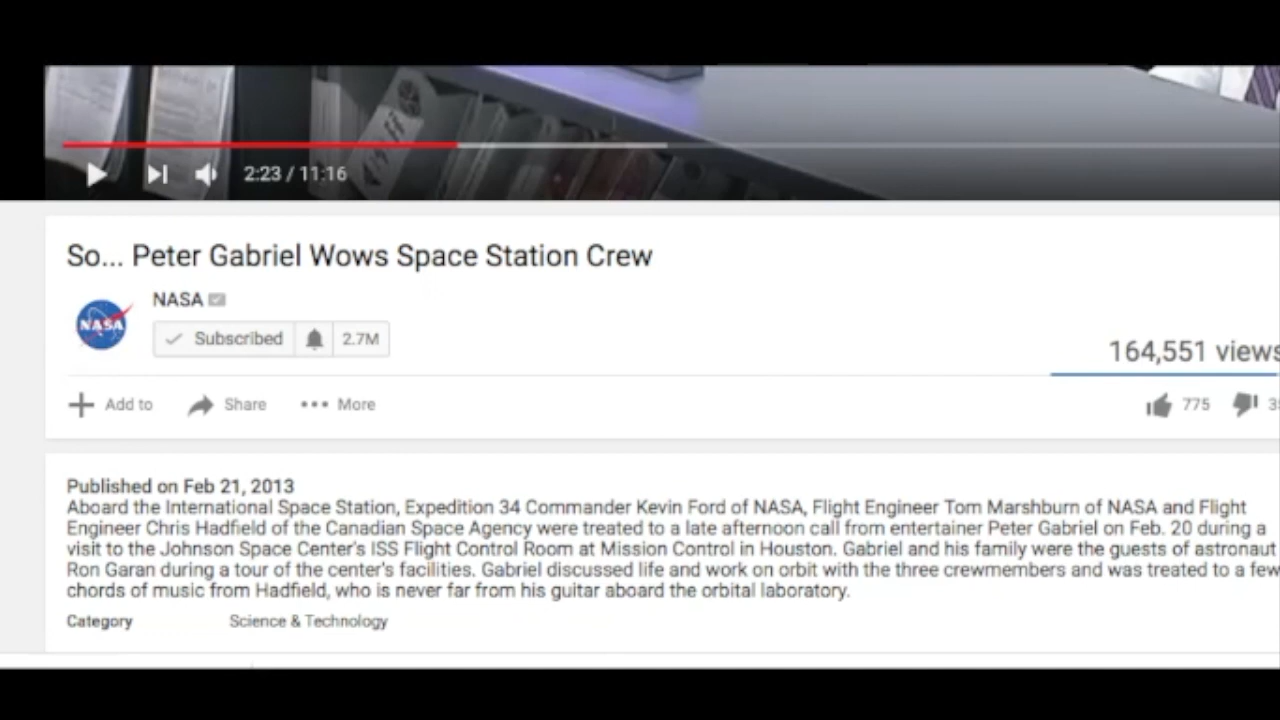 2:23 / 11:16
So... Peter Gabriel Wows Space Station Crew
NASA
NASA
Subscribed 2.7M
164,551 views
Add to Share More 775
Published on Feb 21, 2013
Aboard the International Space Station, Expedition 34 Commander Kevin Ford of NASA, Flight Engineer Tom Marshburn of NASA and Flight
Engineer Chris Hadfield of the Canadian Space Agency were treated to a late afternoon call from entertainer Peter Gabriel on Feb. 20 during a
visit to the Johnson Space Center's ISS Flight Control Room at Mission Control in Houston. Gabriel and his family were the guests of astronaut
Ron Garan during a tour of the center's facilities. Gabriel discussed life and work on orbit with the three crewmembers and was treated to a few
chords of music from Hadfield, who is never far from his guitar aboard the orbital laboratory.
Category Science & Technology